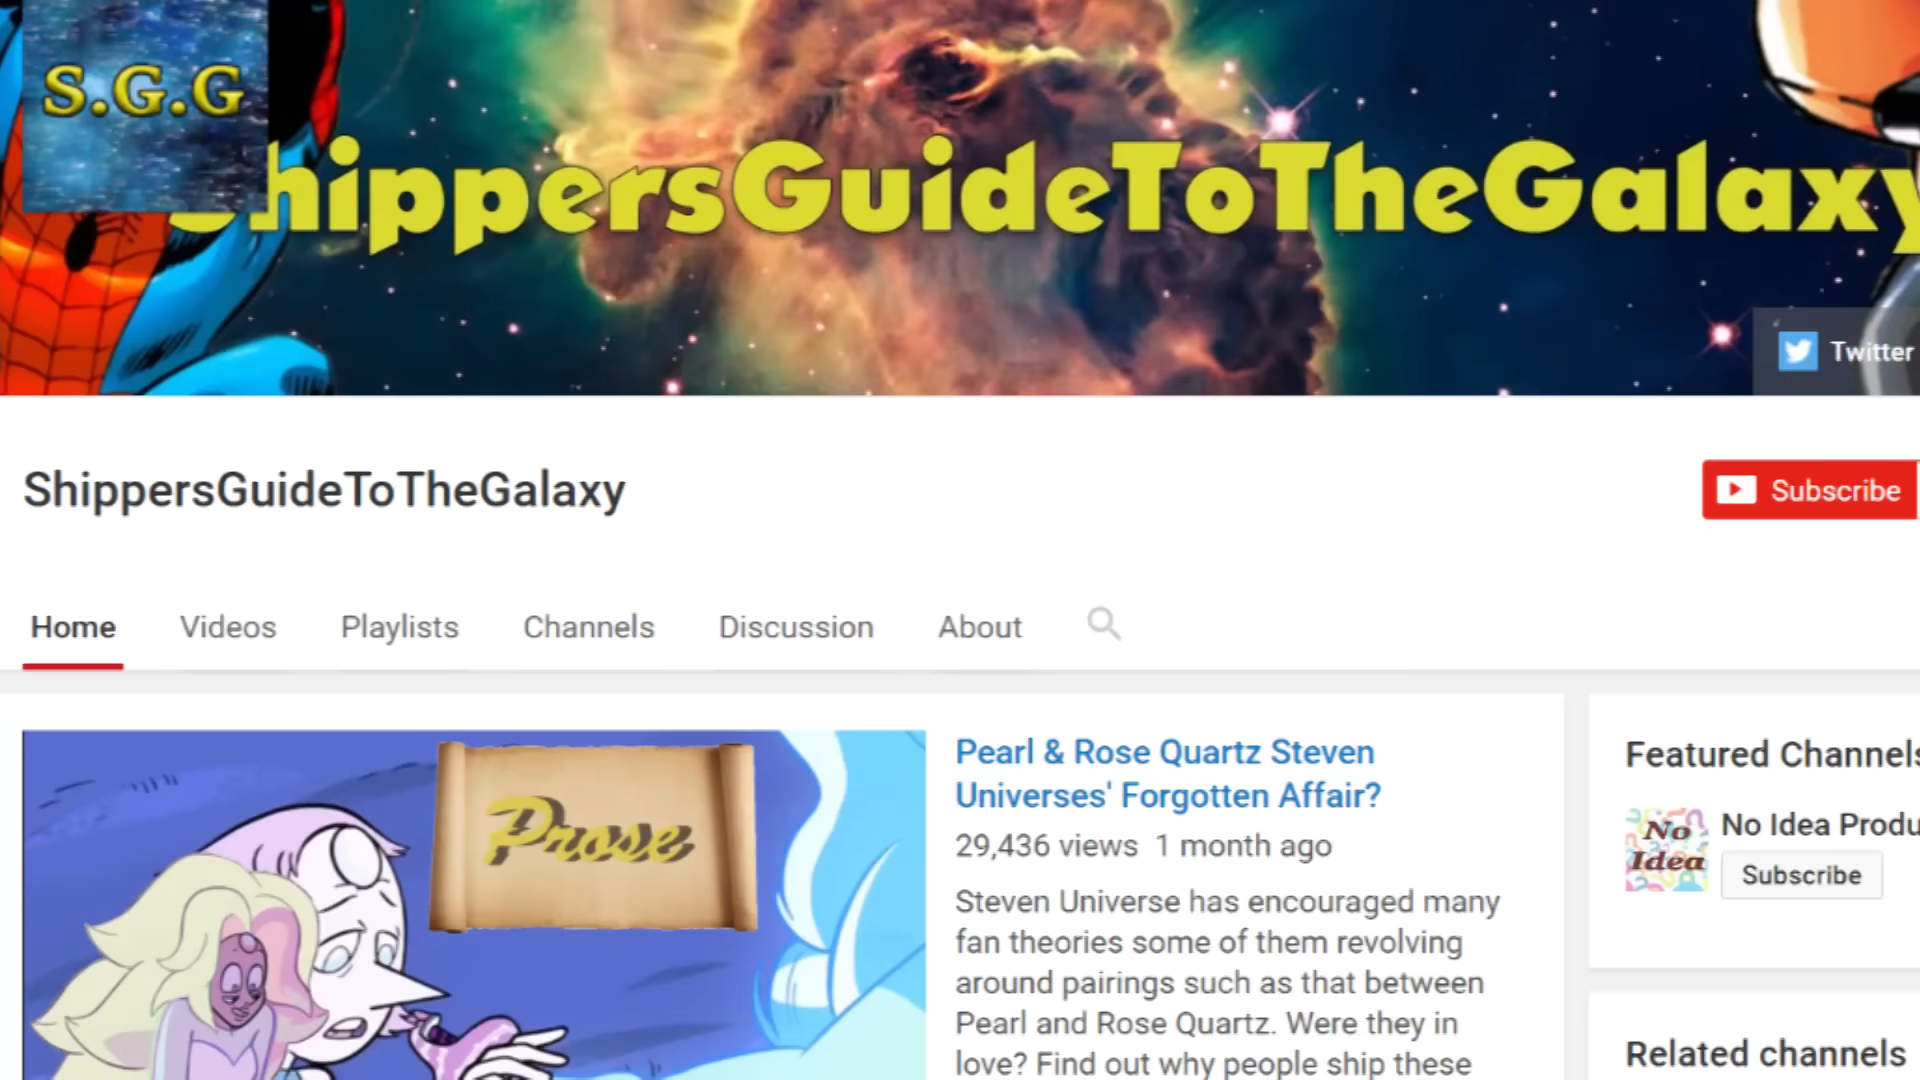 S.G.G
ShippersGuideToTheGalaxy
Twitter
ShippersGuideToTheGalaxy
Subscribe
Home Videos Playlists Channels Discussion About
Prose
Pearl & Rose Quartz Steven
Universes' Forgotten Affair?
29,436 views 1 month ago
Steven Universe has encouraged many
fan theories some of them revolving
around pairings such as that between
Pearl and Rose Quartz. Were they in
love? Find out why people ship these
Featured Channels
No Idea
No Idea Produ
Subscribe
Related channels